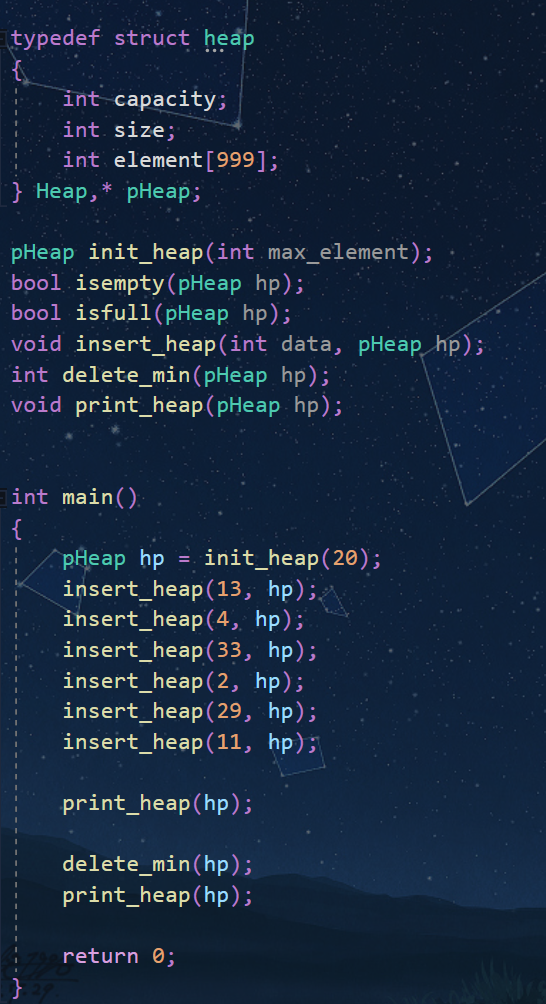 typedef struct heap
{
    int capacity;
    int size;
    int element[999];
} Heap,* pHeap;

pHeap init_heap(int max_element);
bool isempty(pHeap hp);
bool isfull(pHeap hp);
void insert_heap(int data, pHeap hp);
int delete_min(pHeap hp);
void print_heap(pHeap hp);

int main()
{
    pHeap hp = init_heap(20);
    insert_heap(13, hp);
    insert_heap(4, hp);
    insert_heap(33, hp);
    insert_heap(2, hp);
    insert_heap(29, hp);
    insert_heap(11, hp);

    print_heap(hp);

    delete_min(hp);
    print_heap(hp);

    return 0;
}